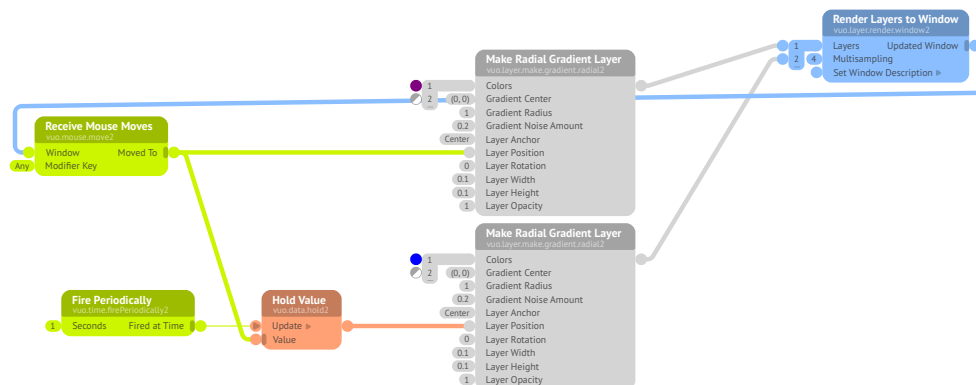 Render Layers to Window
vuo.layer.render.window2
1 Layers Updated Window
2 4 Multisampling
... Set Window Description
Make Radial Gradient Layer
vuo.layer.make.gradient.radial2
1 Colors
2 (0, 0) Gradient Center
... 1 Gradient Radius
0.2 Gradient Noise Amount
Center Layer Anchor
Layer Position
0 Layer Rotation
0.1 Layer Width
0.1 Layer Height
1 Layer Opacity
Receive Mouse Moves
vuo.mouse.move2
Window Moved To
Any Modifier Key
Make Radial Gradient Layer
vuo.layer.make.gradient.radial2
1 Colors
2 (0, 0) Gradient Center
... 1 Gradient Radius
0.2 Gradient Noise Amount
Center Layer Anchor
Layer Position
0 Layer Rotation
0.1 Layer Width
0.1 Layer Height
1 Layer Opacity
Fire Periodically
vuo.time.firePeriodically2
1 Seconds Fired at Time
Hold Value
vuo.data.hold2
Update
Value